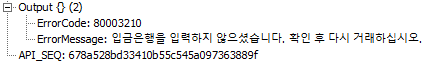 Output {} (2)
ErrorCode: 80003210
ErrorMessage: 입금은행을 입력하지 않으셨습니다. 확인 후 다시 거래하십시오.
API_SEQ: 678a528bd33410b55c545a097363889f